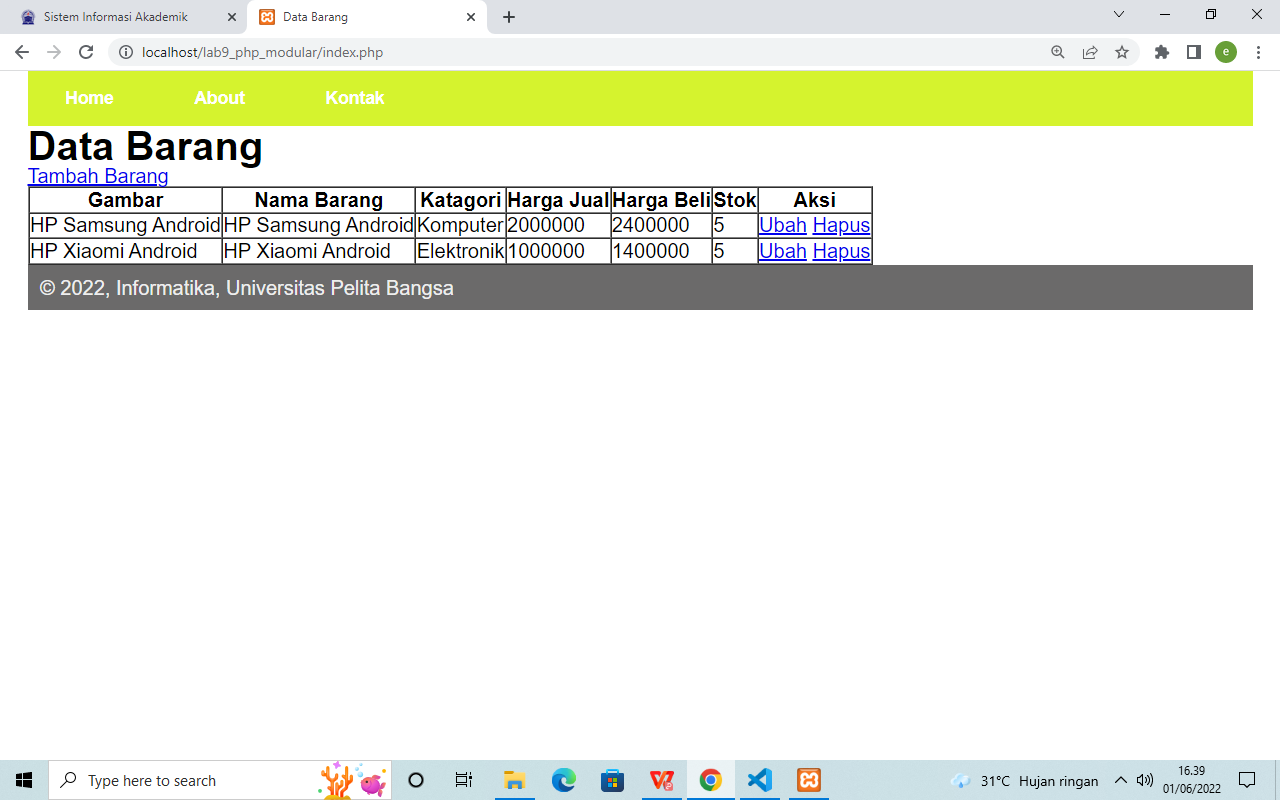 Sistem Informasi Akademik
Data Barang
localhost/lab9_php_modular/index.php
e
Home About Kontak
Data Barang
Tambah Barang
Gambar Nama Barang Katagori Harga Jual Harga Beli Stok Aksi
HP Samsung Android HP Samsung Android Komputer 2000000 2400000 5 Ubah Hapus
HP Xiaomi Android HP Xiaomi Android Elektronik 1000000 1400000 5 Ubah Hapus
© 2022, Informatika, Universitas Pelita Bangsa
Type here to search
31°C Hujan ringan
16.39
01/06/2022